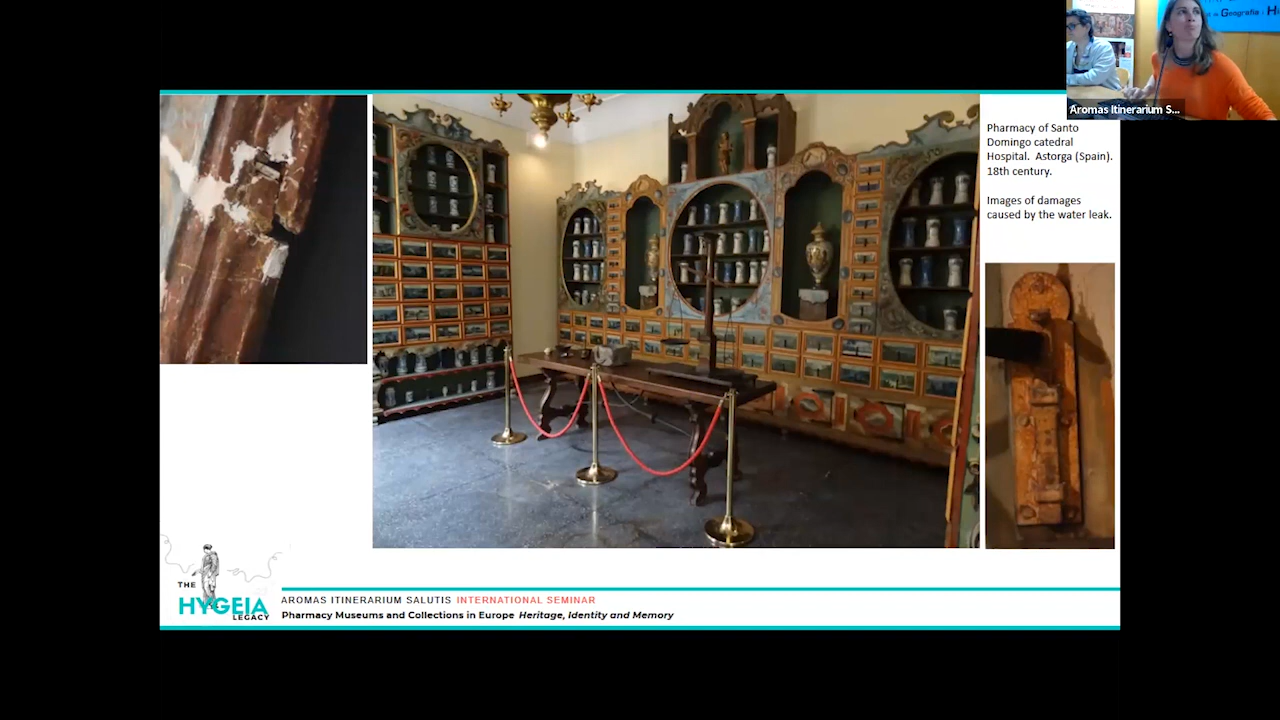 Geografia i H
Aromas Itinerarium S...
Pharmacy of Santo
Domingo catedral
Hospital. Astorga (Spain).
18th century.
Images of damages
caused by the water leak.
THE
HYGEIA
LEGACY
AROMAS ITINERARIUM SALUTIS INTERNATIONAL SEMINAR
Pharmacy Museums and Collections in Europe Heritage, Identity and Memory